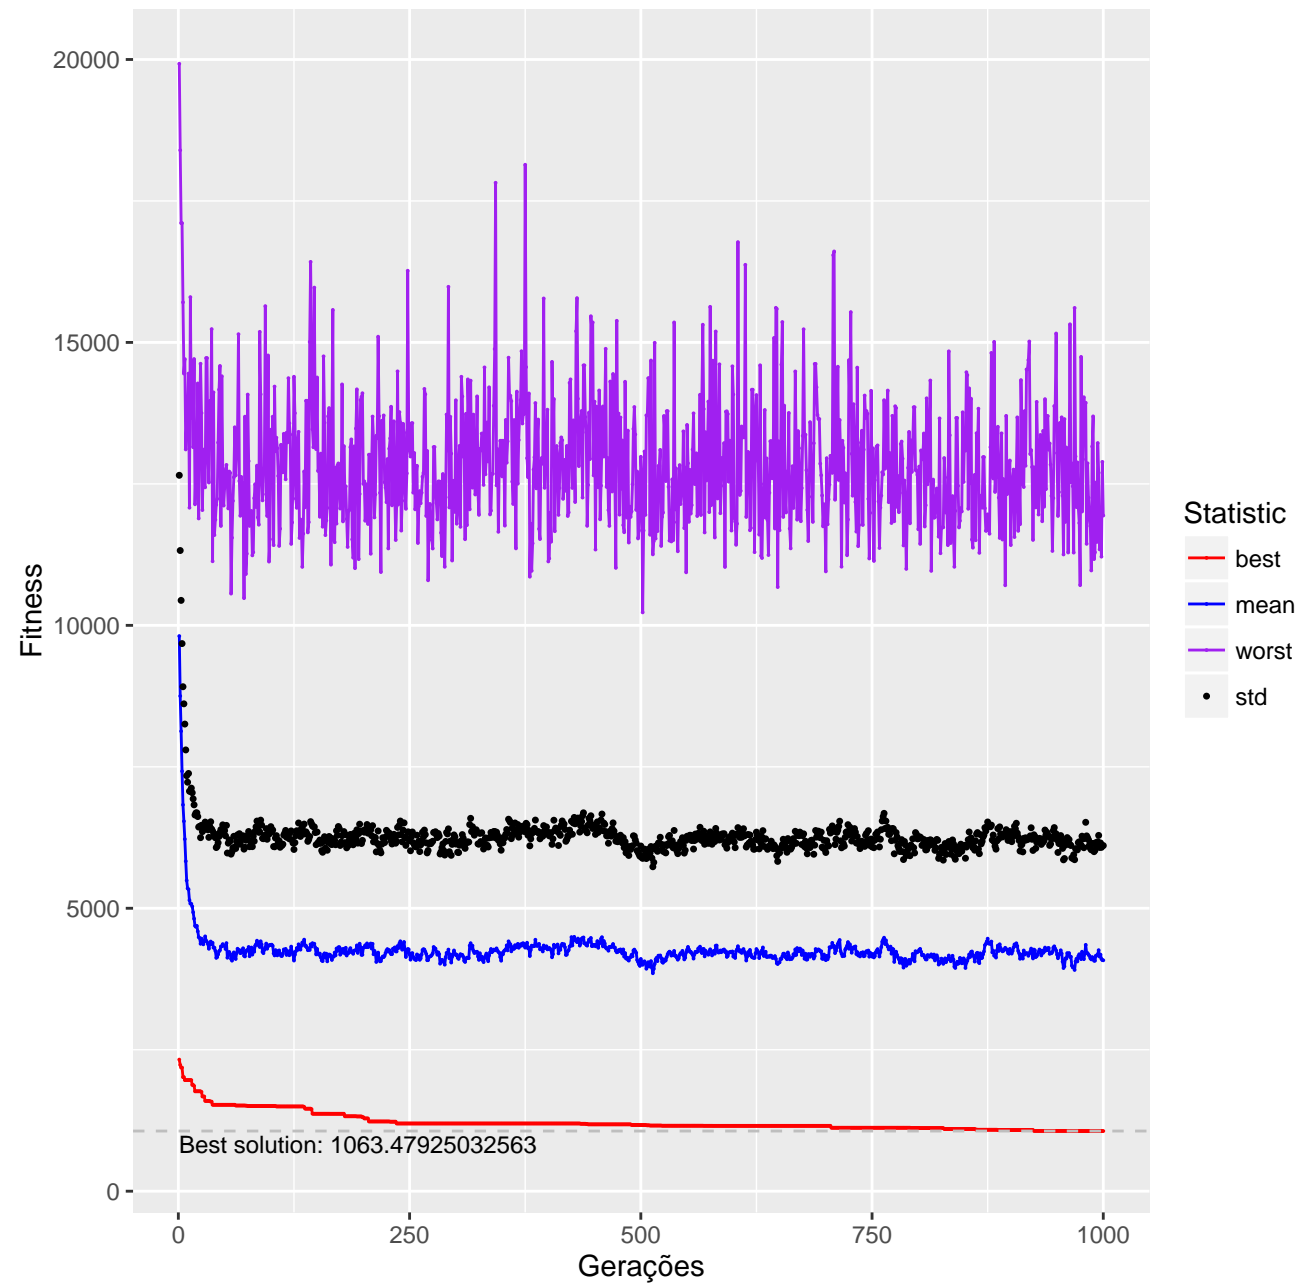 20000
15000
10000
5000
0
Fitness
Best solution: 1063.47925032563
0
250
500
750
1000
Gerações
Statistic
best
mean
worst
std